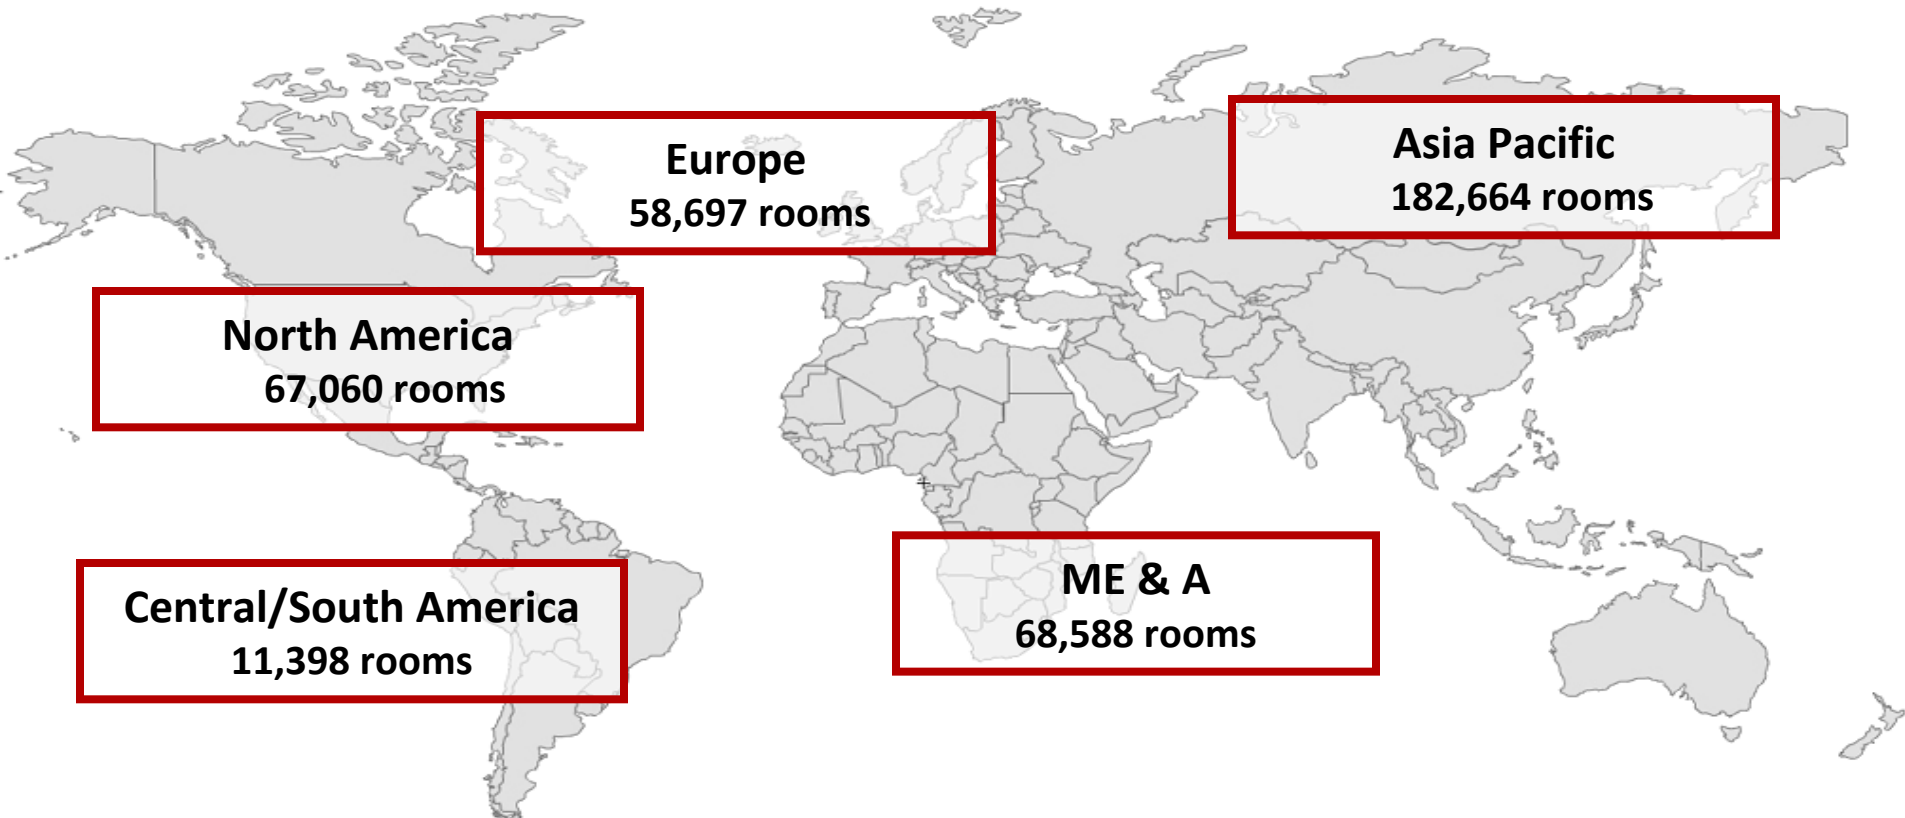 Europe
58,697 rooms
Asia Pacific
182,664 rooms
North America
67,060 rooms
Central/South America
11,398 rooms
ME & A
68,588 rooms